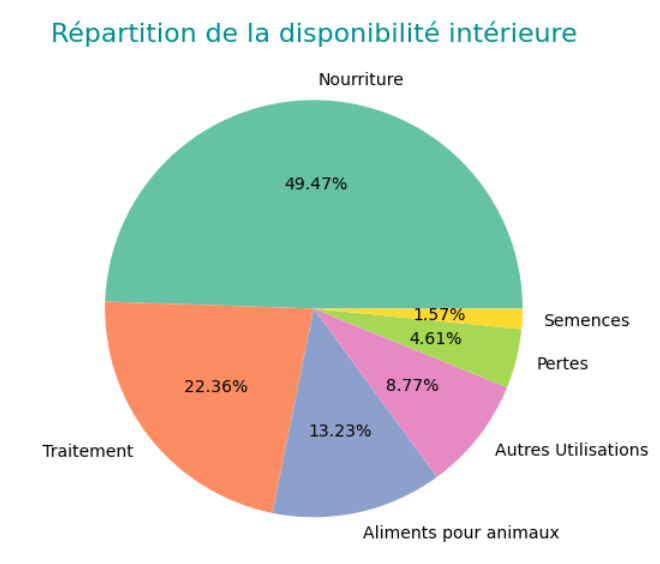 Répartition de la disponibilité intérieure
Nourriture
49.47%
1.57%
Semences
4.61%
Pertes
8.77%
22.36%
13.23%
Traitement
Autres Utilisations
Aliments pour animaux